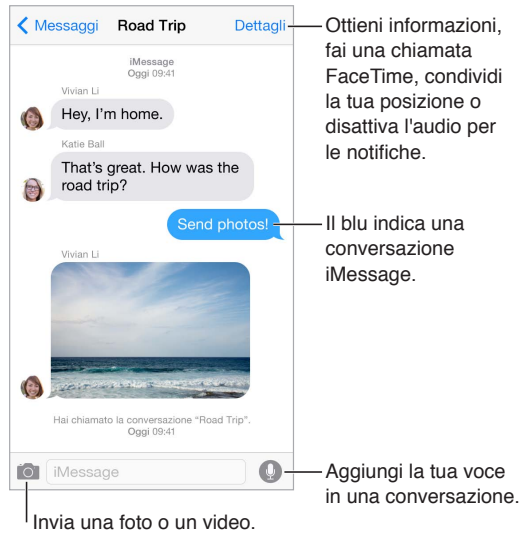 Messaggi Road Trip Dettagli
iMessage
Oggi 09:41
Vivian Li
Hey, I'm home.
Katie Ball
That's great. How was the
road trip?
Send photos!
Vivian Li
Hai chiamato la conversazione “Road Trip”.
Oggi 09:41
iMessage
Ottieni informazioni,
fai una chiamata
FaceTime, condividi
la tua posizione o
disattiva l'audio per
le notifiche.
Il blu indica una
conversazione
iMessage.
Aggiungi la tua voce
in una conversazione.
Invia una foto o un video.